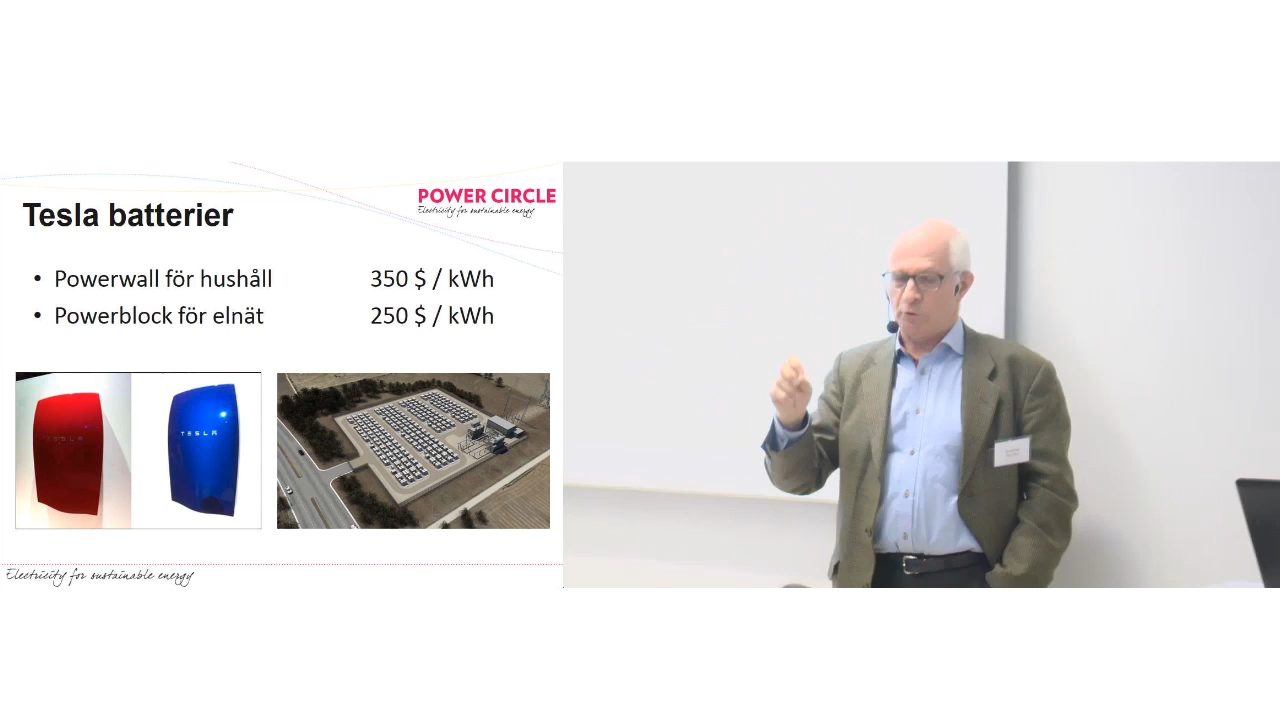 POWER CIRCLE
Electricity for sustainable energy
Tesla batterier
• Powerwall för hushåll 350 $ / kWh
• Powerblock för elnät 250 $ / kWh
TESLA
TESLA
Electricity for sustainable energy